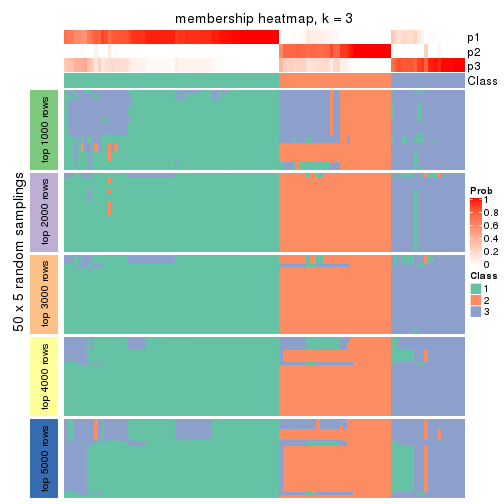 membership heatmap, k = 3
p1
p2
p3
Class
50 x 5 random samplings
top 1000 rows
top 2000 rows
top 3000 rows
top 4000 rows
top 5000 rows
Prob
1
0.8
0.6
0.4
0.2
0
Class
1
2
3